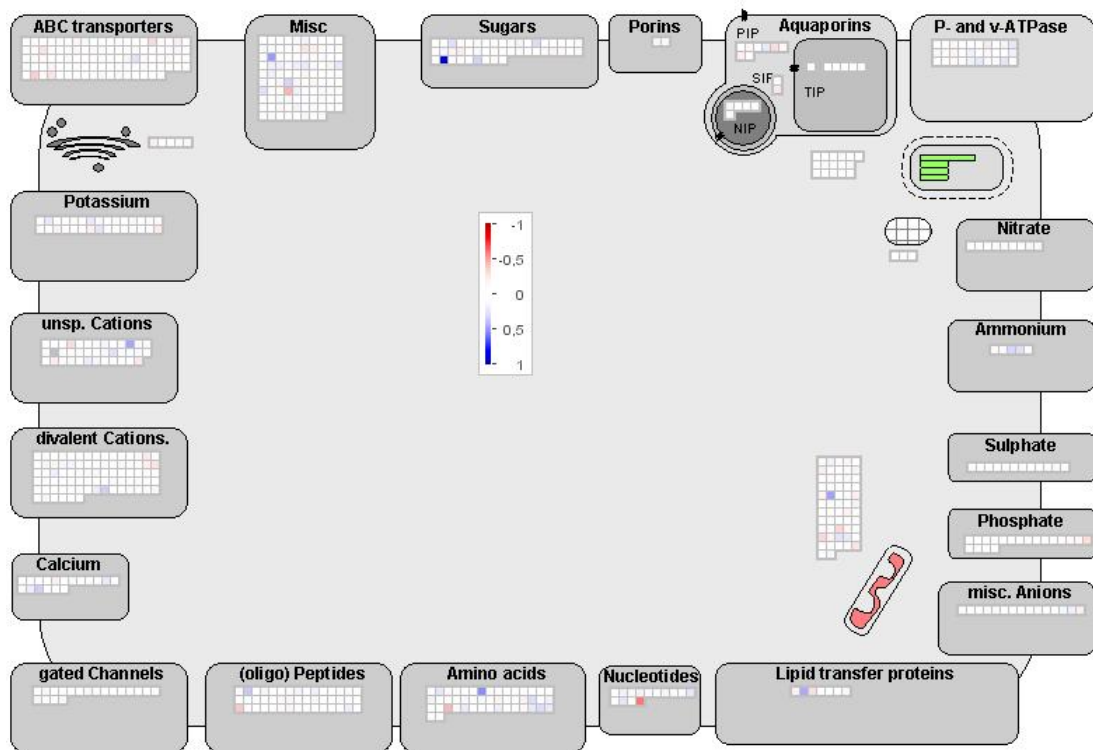 ABC transporters
Misc
Sugars
Porins
Aquaporins
P- and v-ATPase
PIP
SIP
TIP
NIP
Potassium
Nitrate
-1
-0,5
0
0,5
1
unsp. Cations
Ammonium
divalent Cations.
Sulphate
Phosphate
Calcium
misc. Anions
gated Channels
(oligo) Peptides
Amino acids
Nucleotides
Lipid transfer proteins